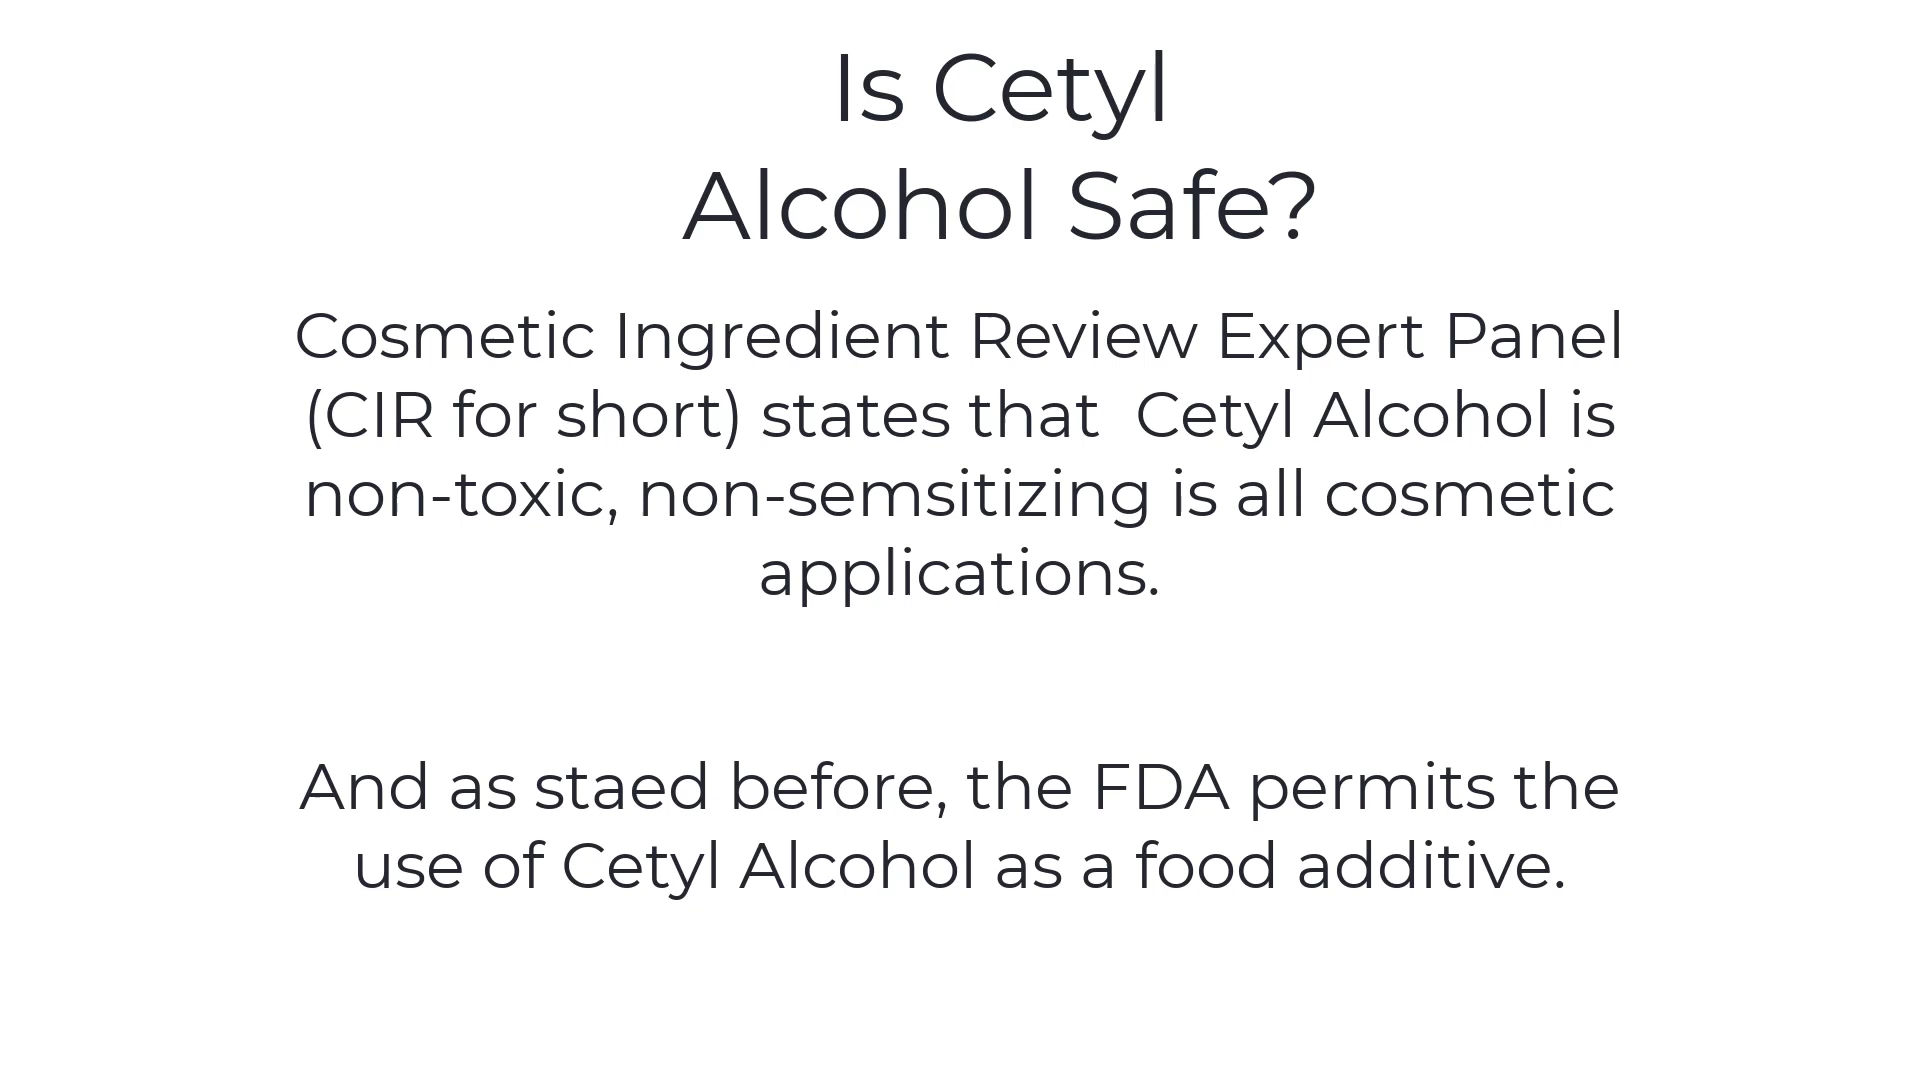 Is Cetyl
Alcohol Safe?
Cosmetic Ingredient Review Expert Panel
(CIR for short) states that  Cetyl Alcohol is
non-toxic, non-semsitizing is all cosmetic
applications.
And as staed before, the FDA permits the
use of Cetyl Alcohol as a food additive.